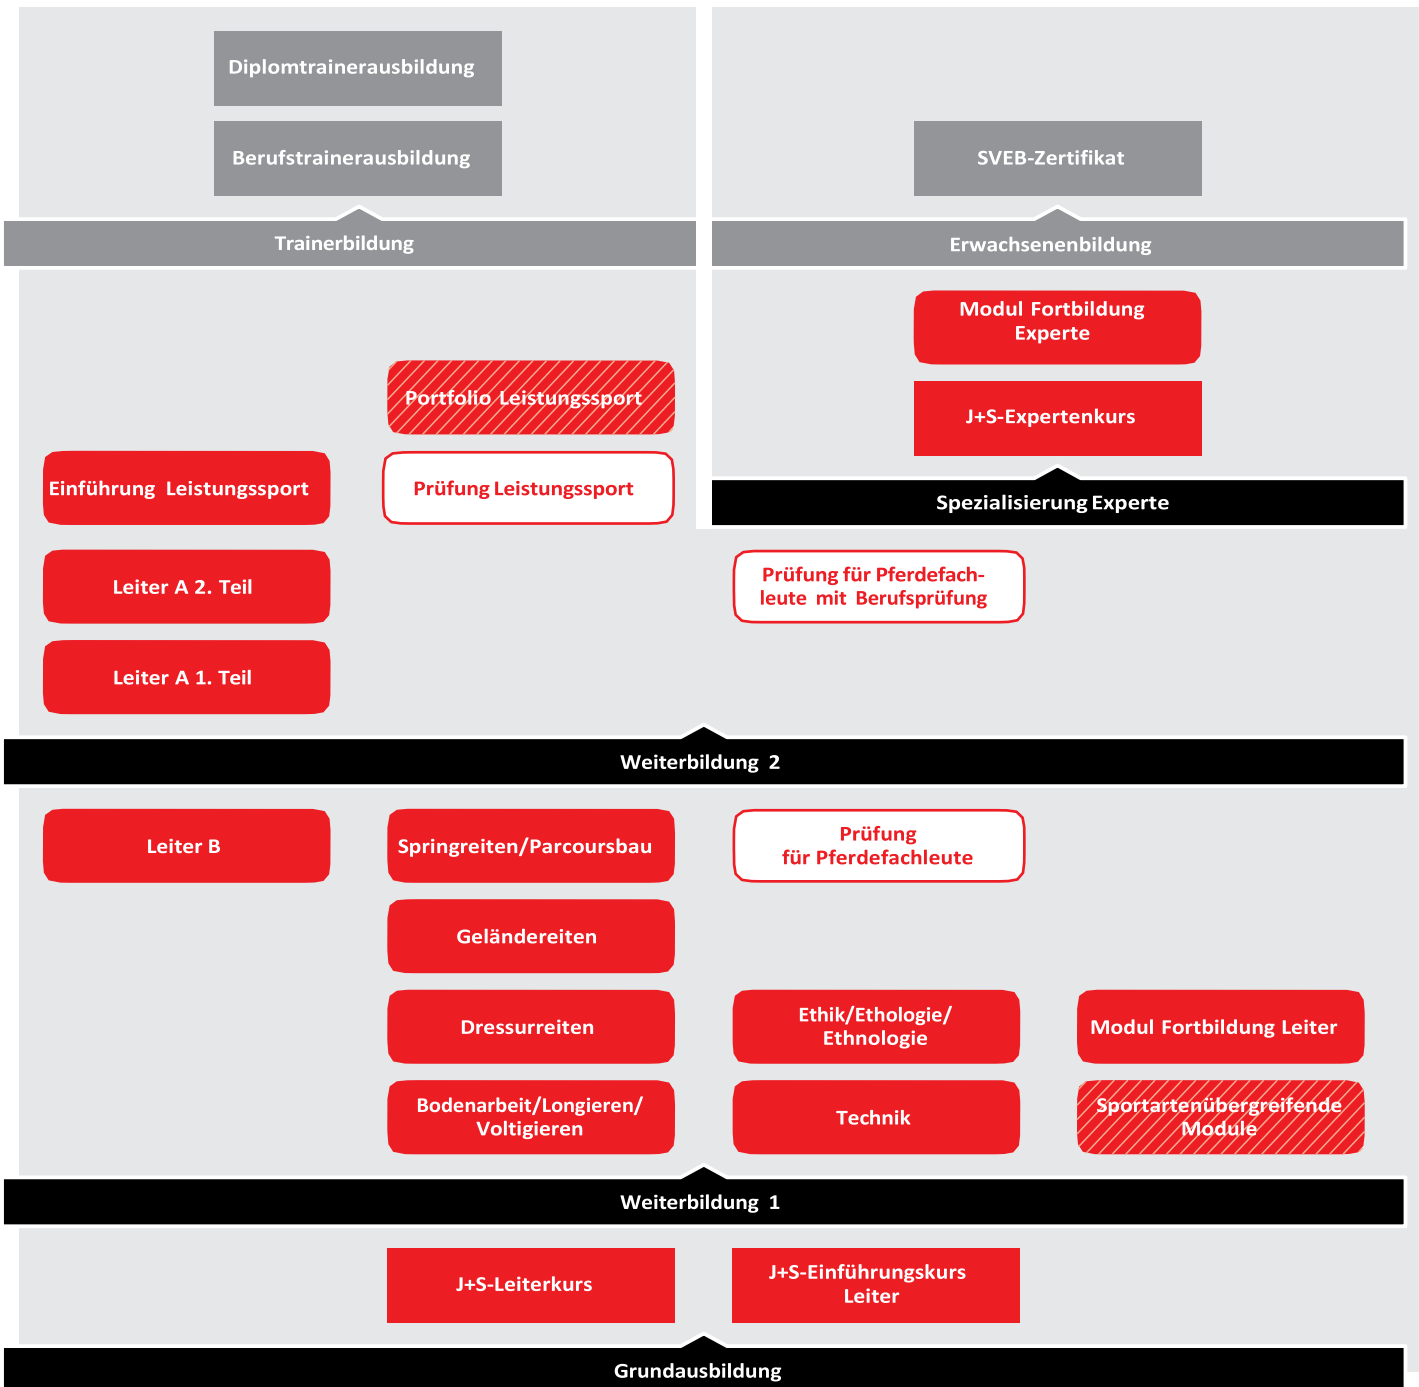 Diplomtrainerausbildung
Berufstrainerausbildung
SVEB-Zertifikat
Trainerbildung
Erwachsenenbildung
Modul Fortbildung
Experte
Portfolio Leistungssport
J+S-Expertenkurs
Einführung Leistungssport
Prüfung Leistungssport
Spezialisierung Experte
Leiter A 2. Teil
Prüfung für Pferdefach-
leute mit Berufsprüfung
Leiter A 1. Teil
Weiterbildung 2
Leiter B
Springreiten/Parcoursbau
Prüfung
für Pferdefachleute
Geländereiten
Dressurreiten
Ethik/Ethologie/
Ethnologie
Modul Fortbildung Leiter
Bodenarbeit/Longieren/
Voltigieren
Technik
Sportartenübergreifende
Module
Weiterbildung 1
J+S-Leiterkurs
J+S-Einführungskurs
Leiter
Grundausbildung